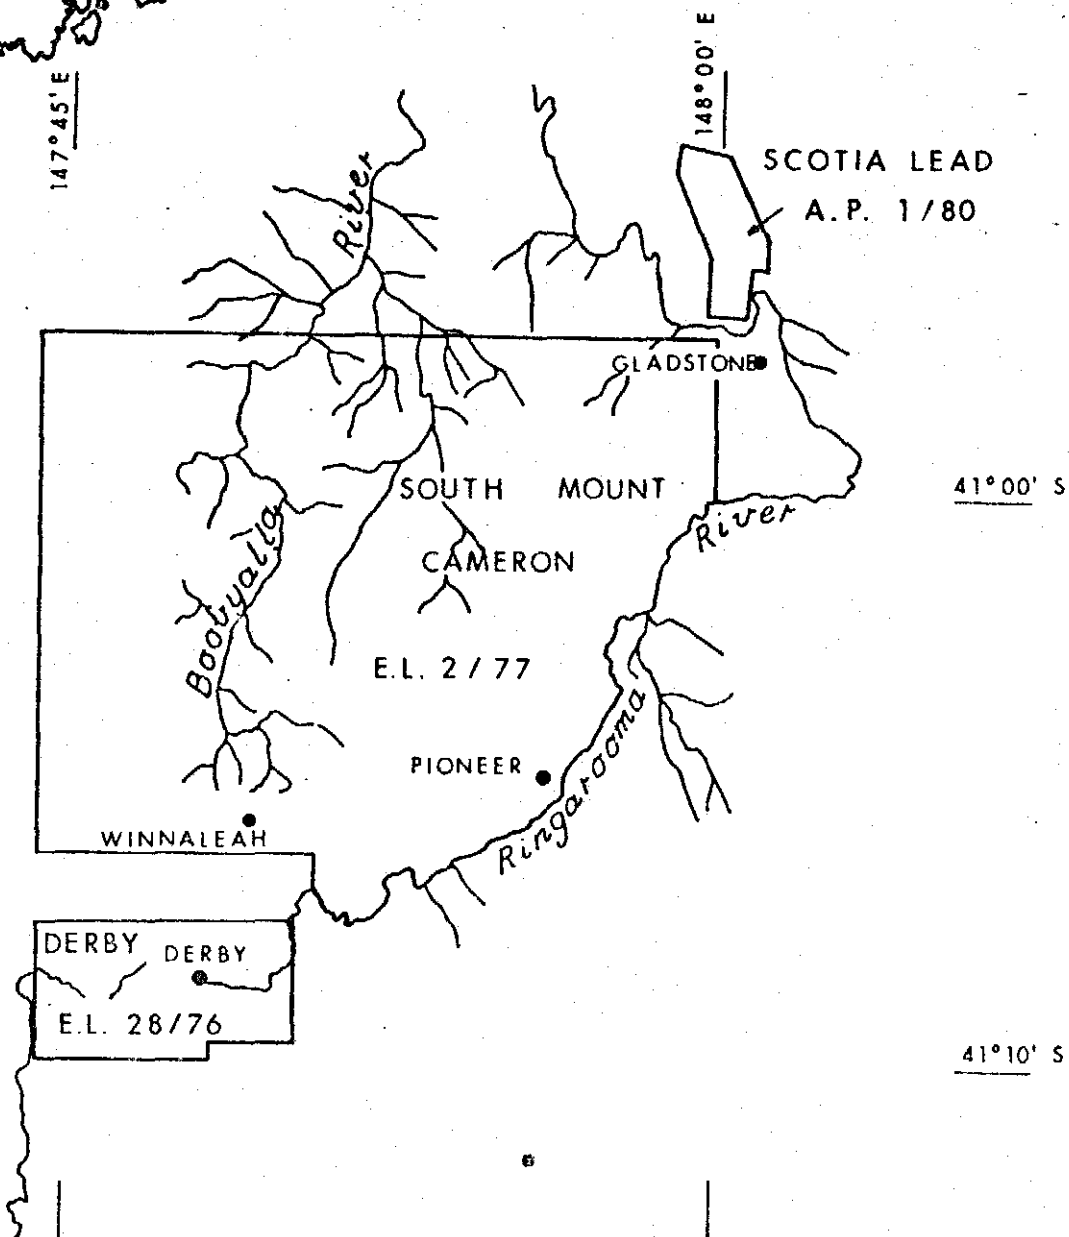 147°45' E
148°00' E
SCOTIA LEAD
A.P. 1/80
River
GLADSTONE
SOUTH MOUNT
41°00' S
River
CAMERON
Boobyalla
E.L. 2/77
PIONEER
Ringarooma
WINNALEAH
DERBY
DERBY
E.L. 28/76
41°10' S